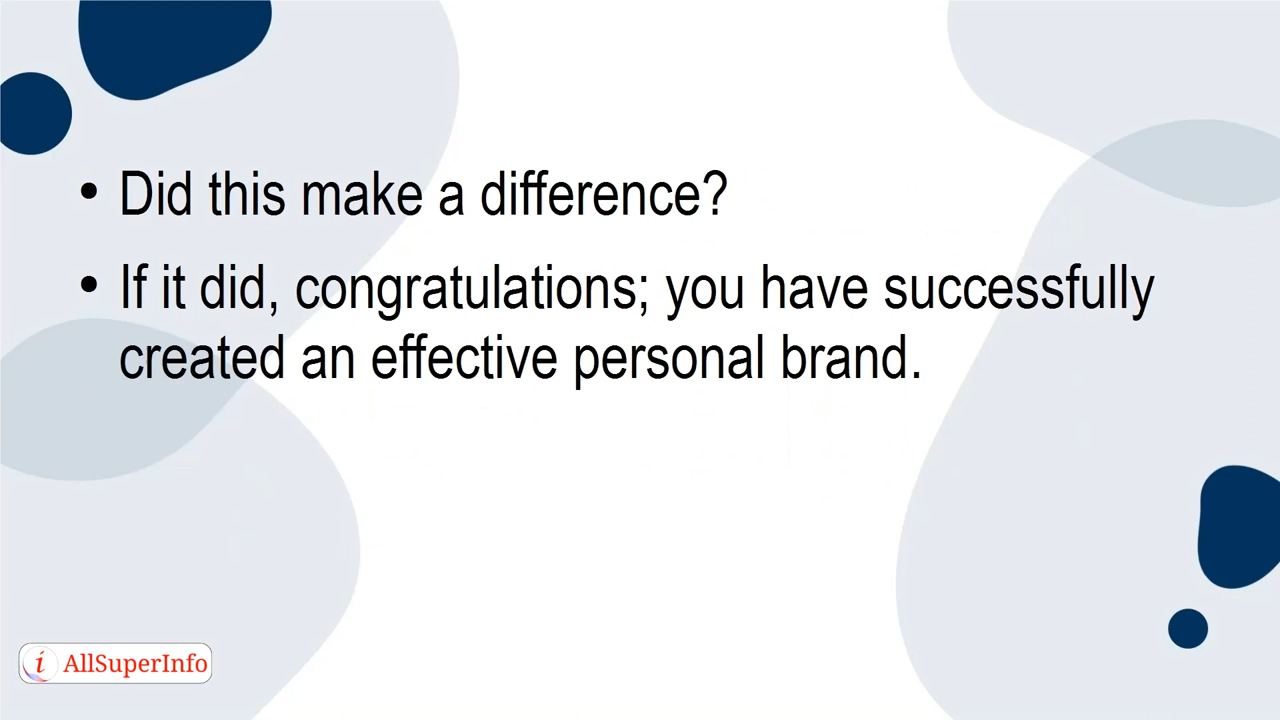 • Did this make a difference?
• If it did, congratulations; you have successfully
created an effective personal brand.
i AllSuperInfo